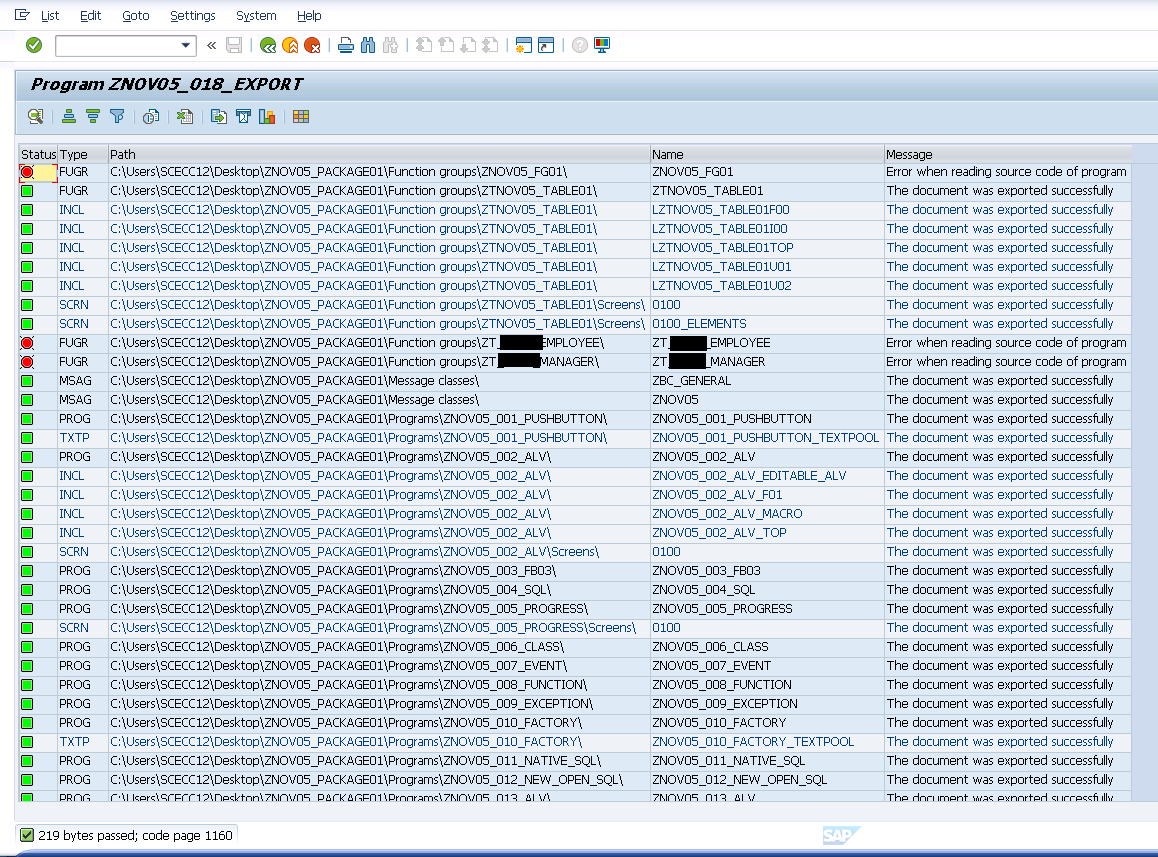 List Edit Goto Settings System Help
Program ZNOV05_018_EXPORT
Status Type Path Name Message
FUGR C:\Users\SCECC12\Desktop\ZNOV05_PACKAGE01\Function groups\ZNOV05_FG01\ ZNOV05_FG01 Error when reading source code of program
FUGR C:\Users\SCECC12\Desktop\ZNOV05_PACKAGE01\Function groups\ZTNOV05_TABLE01\ ZTNOV05_TABLE01 The document was exported successfully
INCL C:\Users\SCECC12\Desktop\ZNOV05_PACKAGE01\Function groups\ZTNOV05_TABLE01\ LZTNOV05_TABLE01F00 The document was exported successfully
INCL C:\Users\SCECC12\Desktop\ZNOV05_PACKAGE01\Function groups\ZTNOV05_TABLE01\ LZTNOV05_TABLE01I00 The document was exported successfully
INCL C:\Users\SCECC12\Desktop\ZNOV05_PACKAGE01\Function groups\ZTNOV05_TABLE01\ LZTNOV05_TABLE01TOP The document was exported successfully
INCL C:\Users\SCECC12\Desktop\ZNOV05_PACKAGE01\Function groups\ZTNOV05_TABLE01\ LZTNOV05_TABLE01U01 The document was exported successfully
INCL C:\Users\SCECC12\Desktop\ZNOV05_PACKAGE01\Function groups\ZTNOV05_TABLE01\ LZTNOV05_TABLE01U02 The document was exported successfully
SCRN C:\Users\SCECC12\Desktop\ZNOV05_PACKAGE01\Function groups\ZTNOV05_TABLE01\Screens\ 0100 The document was exported successfully
SCRN C:\Users\SCECC12\Desktop\ZNOV05_PACKAGE01\Function groups\ZTNOV05_TABLE01\Screens\ 0100_ELEMENTS The document was exported successfully
FUGR C:\Users\SCECC12\Desktop\ZNOV05_PACKAGE01\Function groups\ZT_ EMPLOYEE\ ZT_ _EMPLOYEE Error when reading source code of program
FUGR C:\Users\SCECC12\Desktop\ZNOV05_PACKAGE01\Function groups\ZT_ MANAGER\ ZT_ _MANAGER Error when reading source code of program
MSAG C:\Users\SCECC12\Desktop\ZNOV05_PACKAGE01\Message classes\ ZBC_GENERAL The document was exported successfully
MSAG C:\Users\SCECC12\Desktop\ZNOV05_PACKAGE01\Message classes\ ZNOV05 The document was exported successfully
PROG C:\Users\SCECC12\Desktop\ZNOV05_PACKAGE01\Programs\ZNOV05_001_PUSHBUTTON\ ZNOV05_001_PUSHBUTTON The document was exported successfully
TXTP C:\Users\SCECC12\Desktop\ZNOV05_PACKAGE01\Programs\ZNOV05_001_PUSHBUTTON\ ZNOV05_001_PUSHBUTTON_TEXTPOOL The document was exported successfully
PROG C:\Users\SCECC12\Desktop\ZNOV05_PACKAGE01\Programs\ZNOV05_002_ALV\ ZNOV05_002_ALV The document was exported successfully
INCL C:\Users\SCECC12\Desktop\ZNOV05_PACKAGE01\Programs\ZNOV05_002_ALV\ ZNOV05_002_ALV_EDITABLE_ALV The document was exported successfully
INCL C:\Users\SCECC12\Desktop\ZNOV05_PACKAGE01\Programs\ZNOV05_002_ALV\ ZNOV05_002_ALV_F01 The document was exported successfully
INCL C:\Users\SCECC12\Desktop\ZNOV05_PACKAGE01\Programs\ZNOV05_002_ALV\ ZNOV05_002_ALV_MACRO The document was exported successfully
INCL C:\Users\SCECC12\Desktop\ZNOV05_PACKAGE01\Programs\ZNOV05_002_ALV\ ZNOV05_002_ALV_TOP The document was exported successfully
SCRN C:\Users\SCECC12\Desktop\ZNOV05_PACKAGE01\Programs\ZNOV05_002_ALV\Screens\ 0100 The document was exported successfully
PROG C:\Users\SCECC12\Desktop\ZNOV05_PACKAGE01\Programs\ZNOV05_003_FB03\ ZNOV05_003_FB03 The document was exported successfully
PROG C:\Users\SCECC12\Desktop\ZNOV05_PACKAGE01\Programs\ZNOV05_004_SQL\ ZNOV05_004_SQL The document was exported successfully
PROG C:\Users\SCECC12\Desktop\ZNOV05_PACKAGE01\Programs\ZNOV05_005_PROGRESS\ ZNOV05_005_PROGRESS The document was exported successfully
SCRN C:\Users\SCECC12\Desktop\ZNOV05_PACKAGE01\Programs\ZNOV05_005_PROGRESS\Screens\ 0100 The document was exported successfully
PROG C:\Users\SCECC12\Desktop\ZNOV05_PACKAGE01\Programs\ZNOV05_006_CLASS\ ZNOV05_006_CLASS The document was exported successfully
PROG C:\Users\SCECC12\Desktop\ZNOV05_PACKAGE01\Programs\ZNOV05_007_EVENT\ ZNOV05_007_EVENT The document was exported successfully
PROG C:\Users\SCECC12\Desktop\ZNOV05_PACKAGE01\Programs\ZNOV05_008_FUNCTION\ ZNOV05_008_FUNCTION The document was exported successfully
PROG C:\Users\SCECC12\Desktop\ZNOV05_PACKAGE01\Programs\ZNOV05_009_EXCEPTION\ ZNOV05_009_EXCEPTION The document was exported successfully
PROG C:\Users\SCECC12\Desktop\ZNOV05_PACKAGE01\Programs\ZNOV05_010_FACTORY\ ZNOV05_010_FACTORY The document was exported successfully
TXTP C:\Users\SCECC12\Desktop\ZNOV05_PACKAGE01\Programs\ZNOV05_010_FACTORY\ ZNOV05_010_FACTORY_TEXTPOOL The document was exported successfully
PROG C:\Users\SCECC12\Desktop\ZNOV05_PACKAGE01\Programs\ZNOV05_011_NATIVE_SQL\ ZNOV05_011_NATIVE_SQL The document was exported successfully
PROG C:\Users\SCECC12\Desktop\ZNOV05_PACKAGE01\Programs\ZNOV05_012_NEW_OPEN_SQL\ ZNOV05_012_NEW_OPEN_SQL The document was exported successfully
PROG C:\Users\SCECC12\Desktop\ZNOV05_PACKAGE01\Programs\ZNOV05_013_ALV\ ZNOV05_013_ALV The document was exported successfully
219 bytes passed; code page 1160
SAP